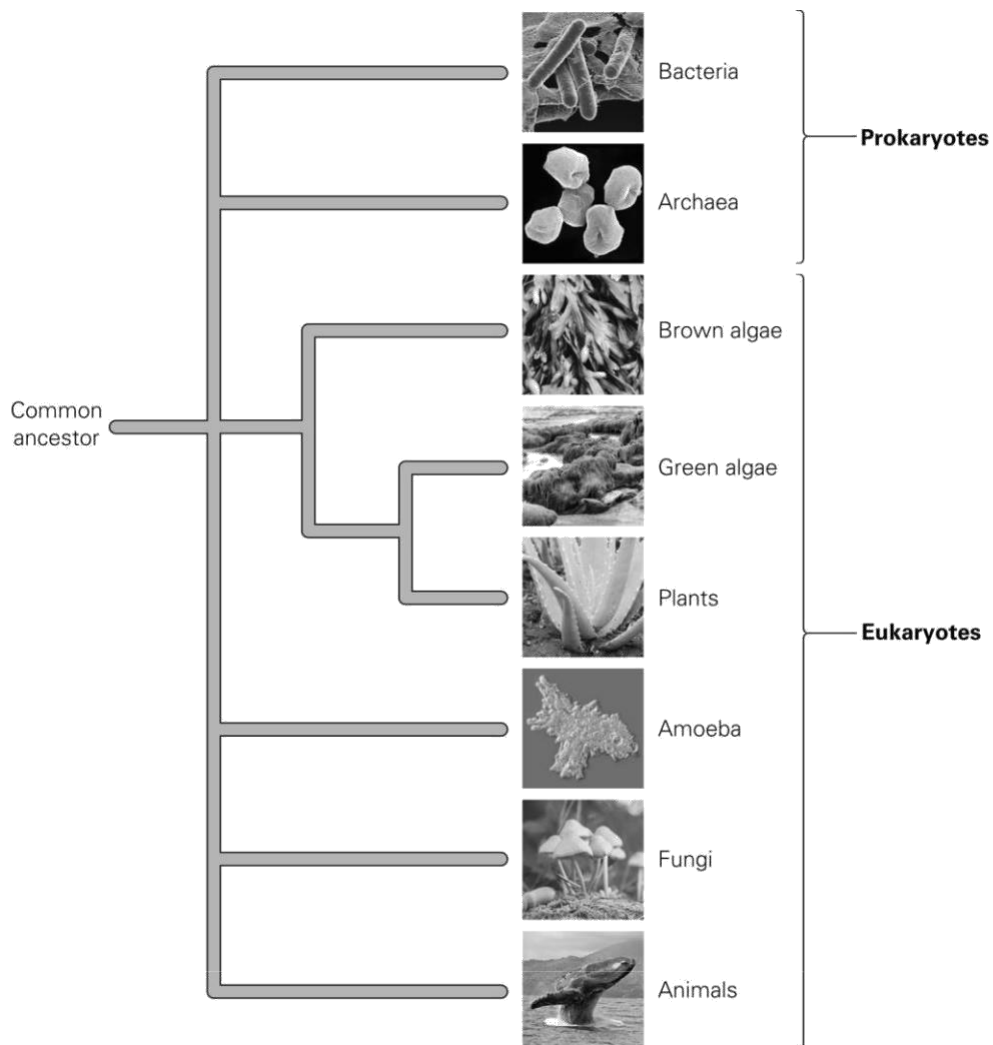 Bacteria
Prokaryotes
Archaea
Brown algae
Common
ancestor
Green algae
Plants
Eukaryotes
Amoeba
Fungi
Animals